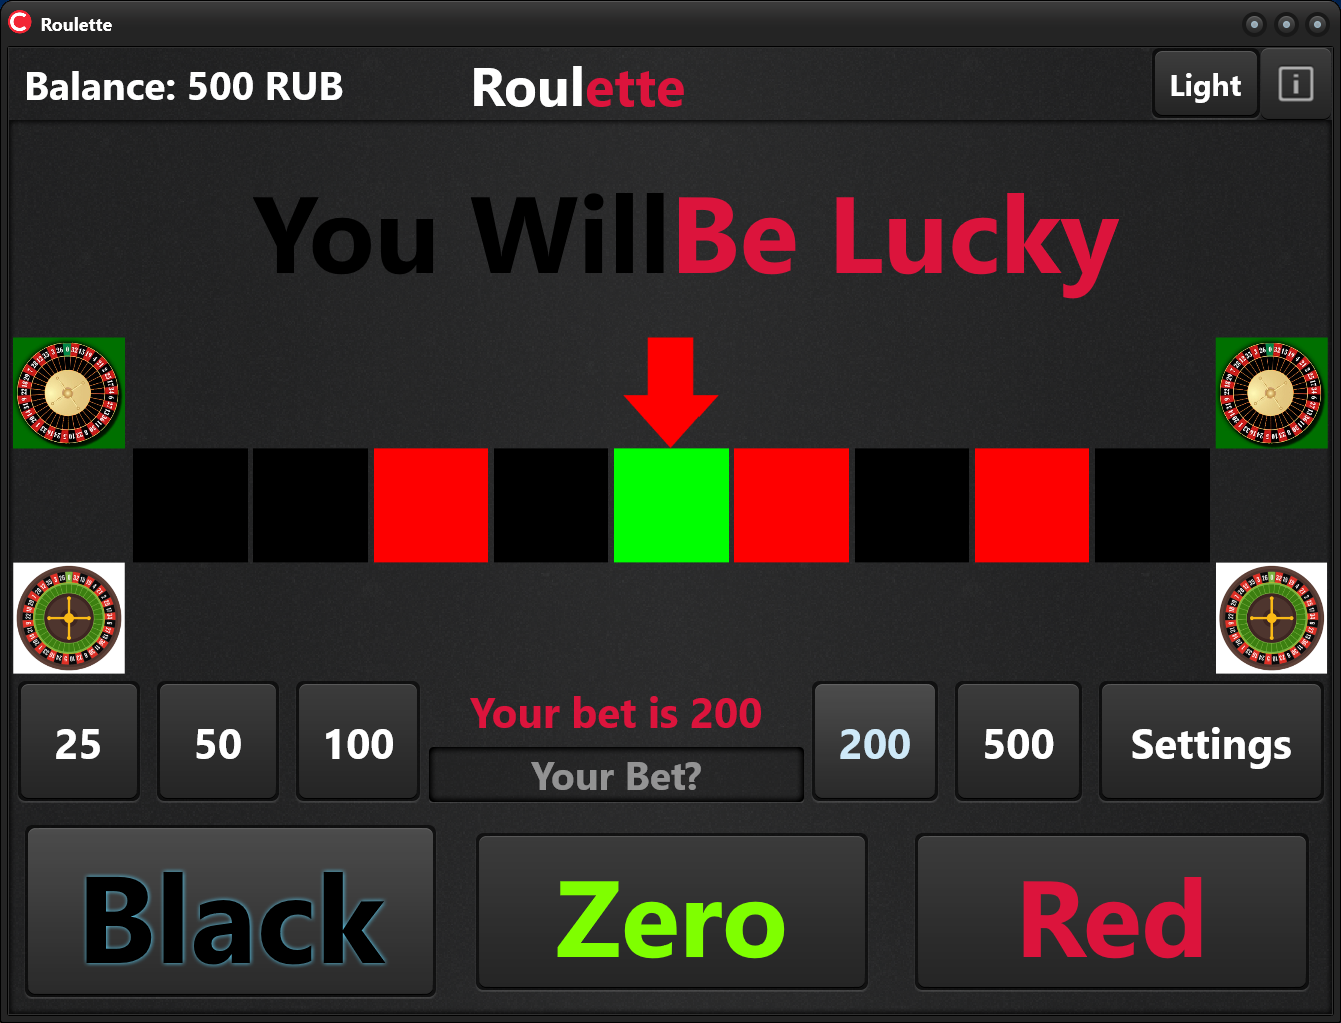 Roulette
Balance: 500 RUB
Roulette
Light
You WillBe Lucky
25
50
100
Your bet is 200
Your Bet?
200
500
Settings
Black
Zero
Red